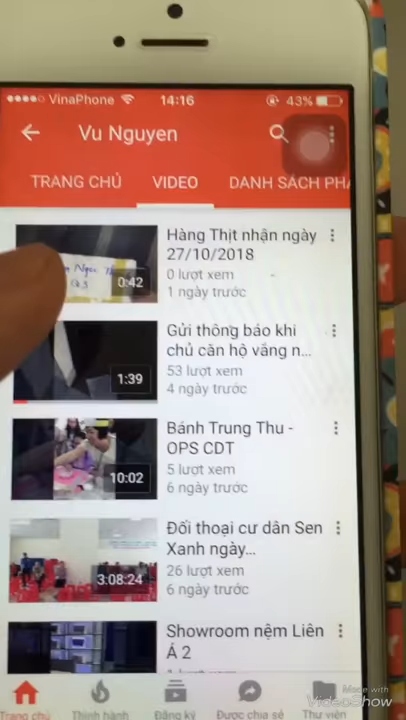 VinaPhone 14:16 43%
Vu Nguyen
TRANG CHỦ VIDEO DANH SÁCH PHÁ
Hàng Thịt nhận ngày
27/10/2018
0 lượt xem
1 ngày trước
0:42
Gửi thông báo khi
chủ căn hộ vắng n...
53 lượt xem
4 ngày trước
1:39
Bánh Trung Thu -
OPS CDT
5 lượt xem
6 ngày trước
10:02
Đối thoại cư dân Sen
Xanh ngày...
26 lượt xem
6 ngày trước
3:08:24
Showroom nệm Liên
Á 2
Trang chủ Thịnh hành Đăng ký Được chia sẻ Thư viện
Made with
VideoShow